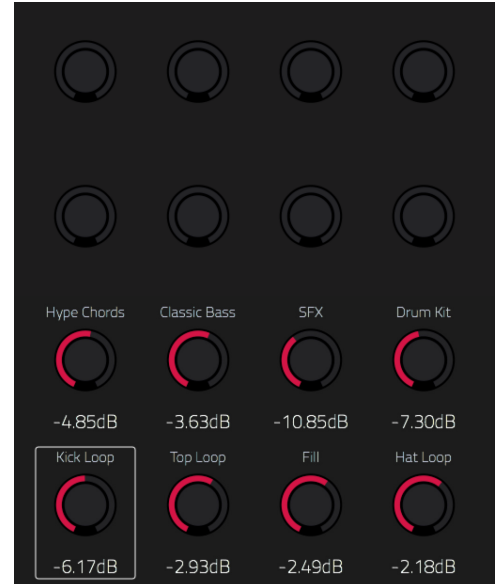 Hype Chords Classic Bass SFX Drum Kit
-4.85dB -3.63dB -10.85dB -7.30dB
Kick Loop Top Loop Fill Hat Loop
-6.17dB -2.93dB -2.49dB -2.18dB